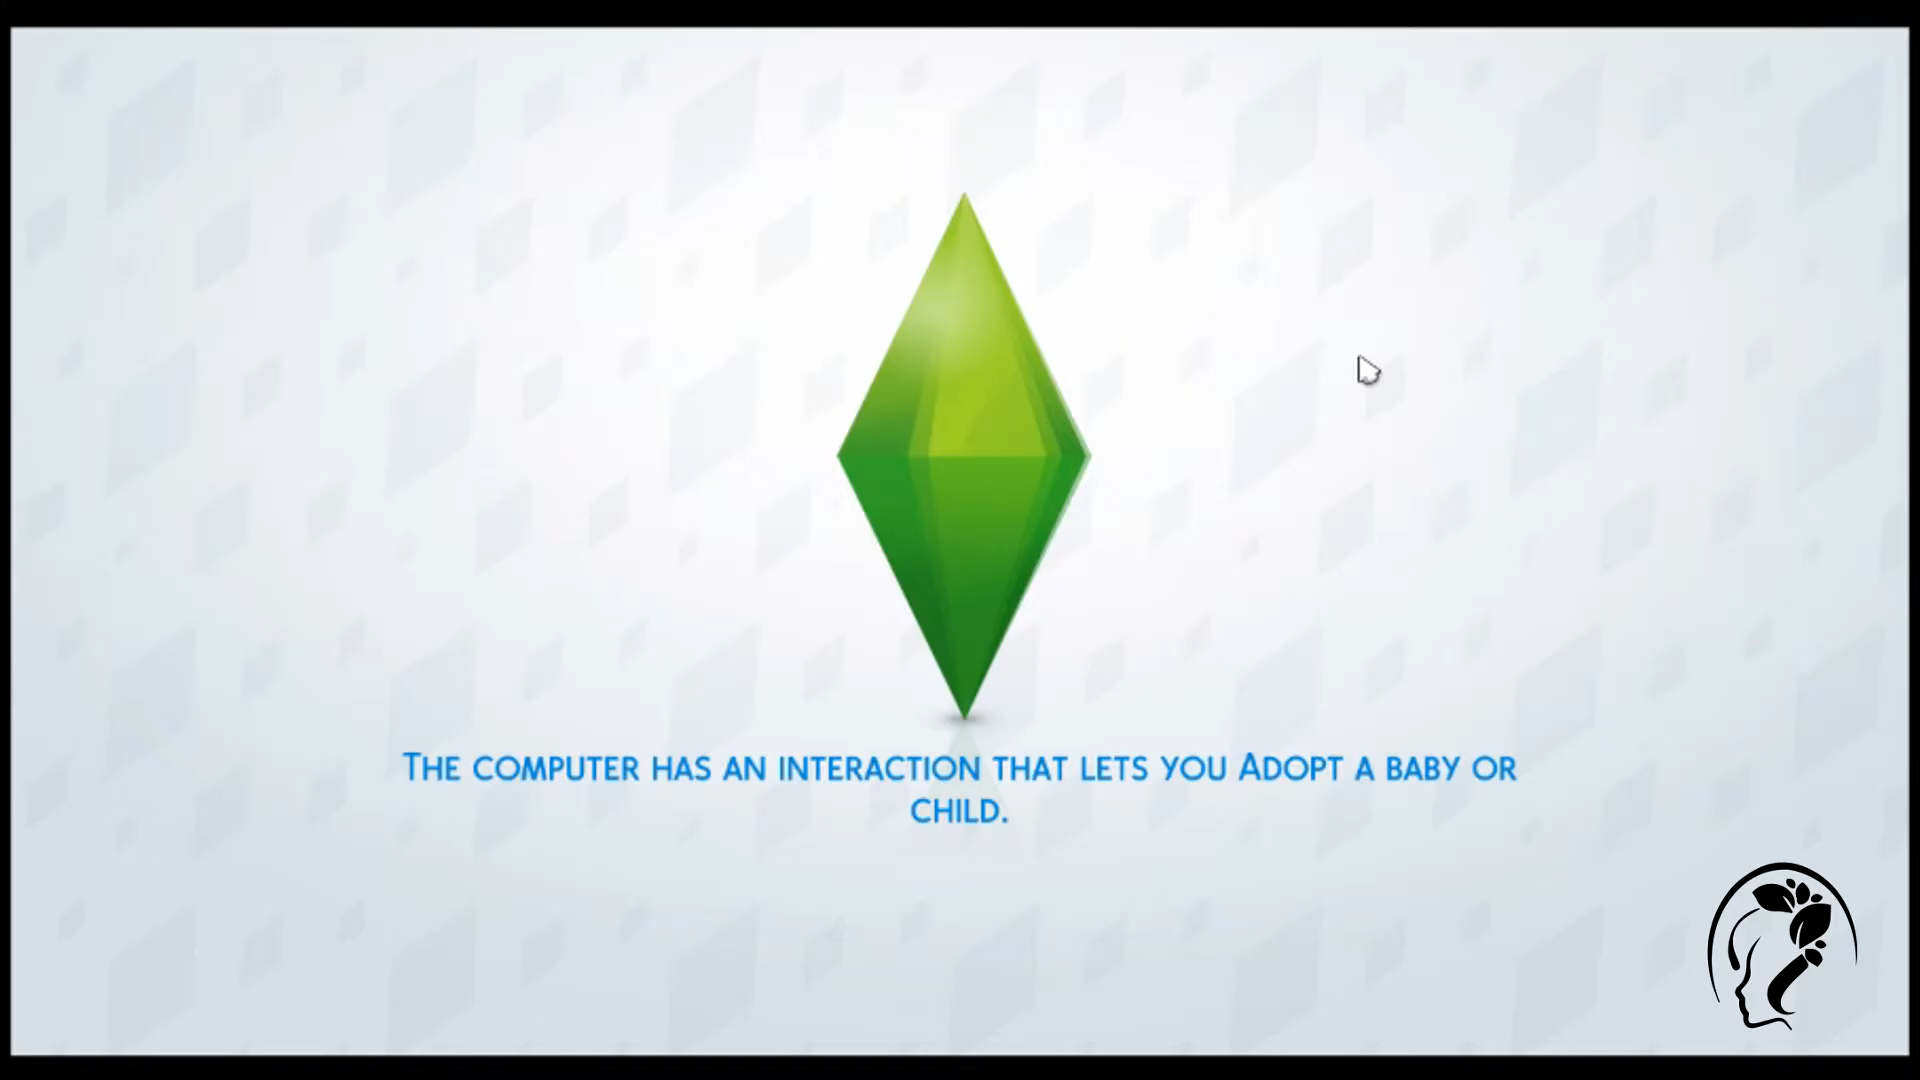 The computer has an interaction that lets you Adopt a baby or
child.